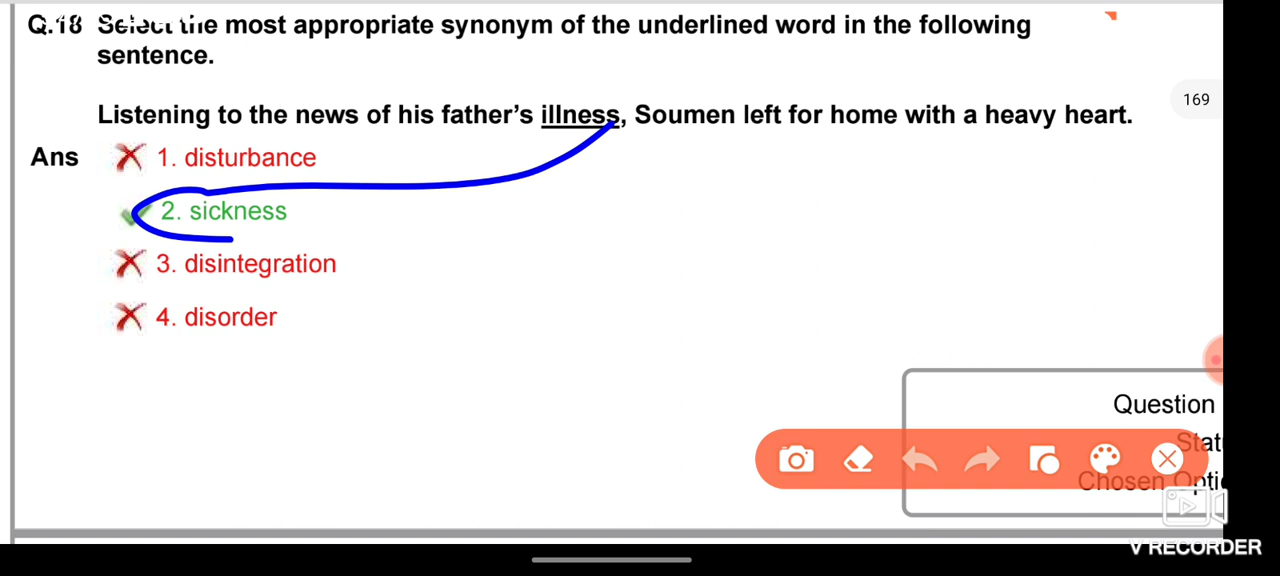 Q.18 Select the most appropriate synonym of the underlined word in the following
sentence.
Listening to the news of his father's illness, Soumen left for home with a heavy heart.
Ans
1. disturbance
2. sickness
3. disintegration
4. disorder
169
Question
Chosen
V RECORDER